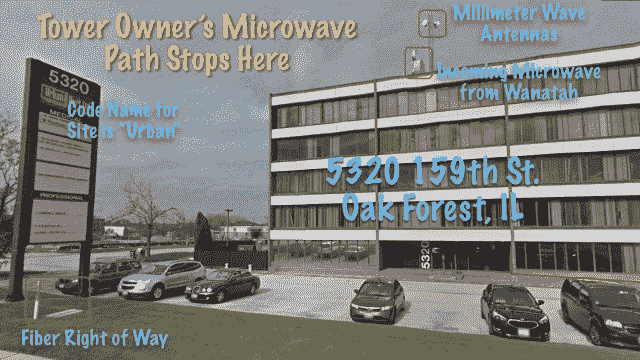 Tower Owner's Microwave
Path Stops Here
Millimeter Wave
Antennas
Incoming Microwave
from Wanatah
5320
Code Name for
Site is "Urban"
PROFESSIONAL
5320 159th St.
Oak Forest, IL
5320
Fiber Right of Way